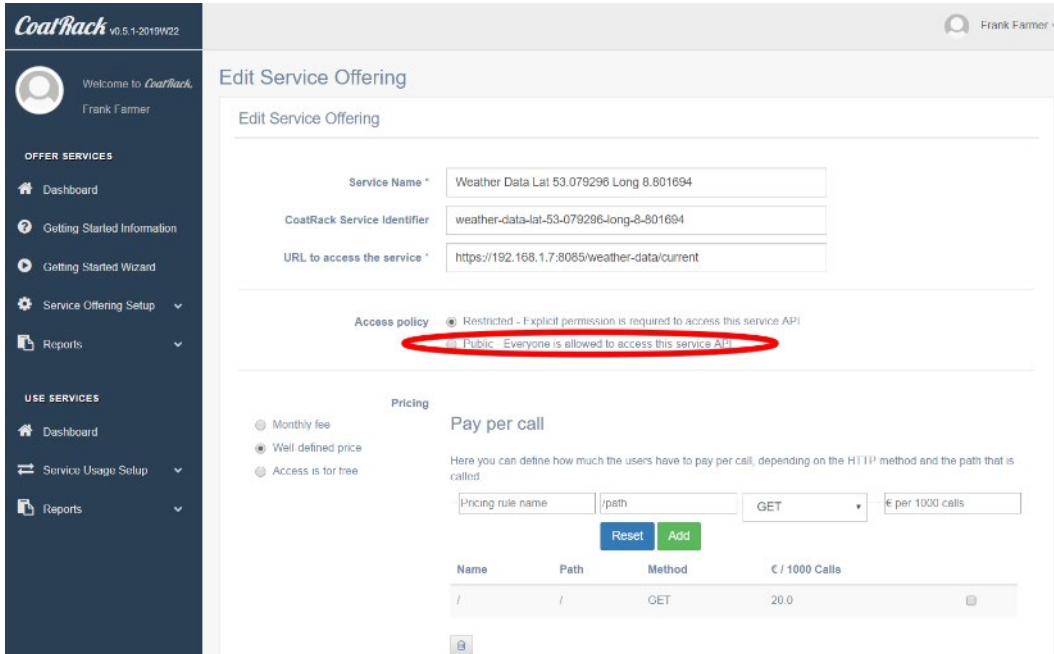 CoatRack v0.5.1-2019W22
Frank Farmer
Welcome to CoatRack,
Frank Farmer
OFFER SERVICES
Dashboard
Getting Started Information
Getting Started Wizard
Service Offering Setup
Reports
USE SERVICES
Dashboard
Service Usage Setup
Reports
Edit Service Offering
Edit Service Offering
Service Name * Weather Data Lat 53.079296 Long 8.801694
CoatRack Service Identifier weather-data-lat-53-079296-long-8-801694
URL to access the service * https://192.168.1.7:8085/weather-data/current
Access policy Restricted - Explicit permission is required to access this service API
Public - Everyone is allowed to access this service API
Pricing
Monthly fee
Well defined price
Access is for free
Pay per call
Here you can define how much the users have to pay per call, depending on the HTTP method and the path that is
called.
Pricing rule name /path GET € per 1000 calls
Reset Add
Name Path Method € / 1000 Calls
/ / GET 20.0